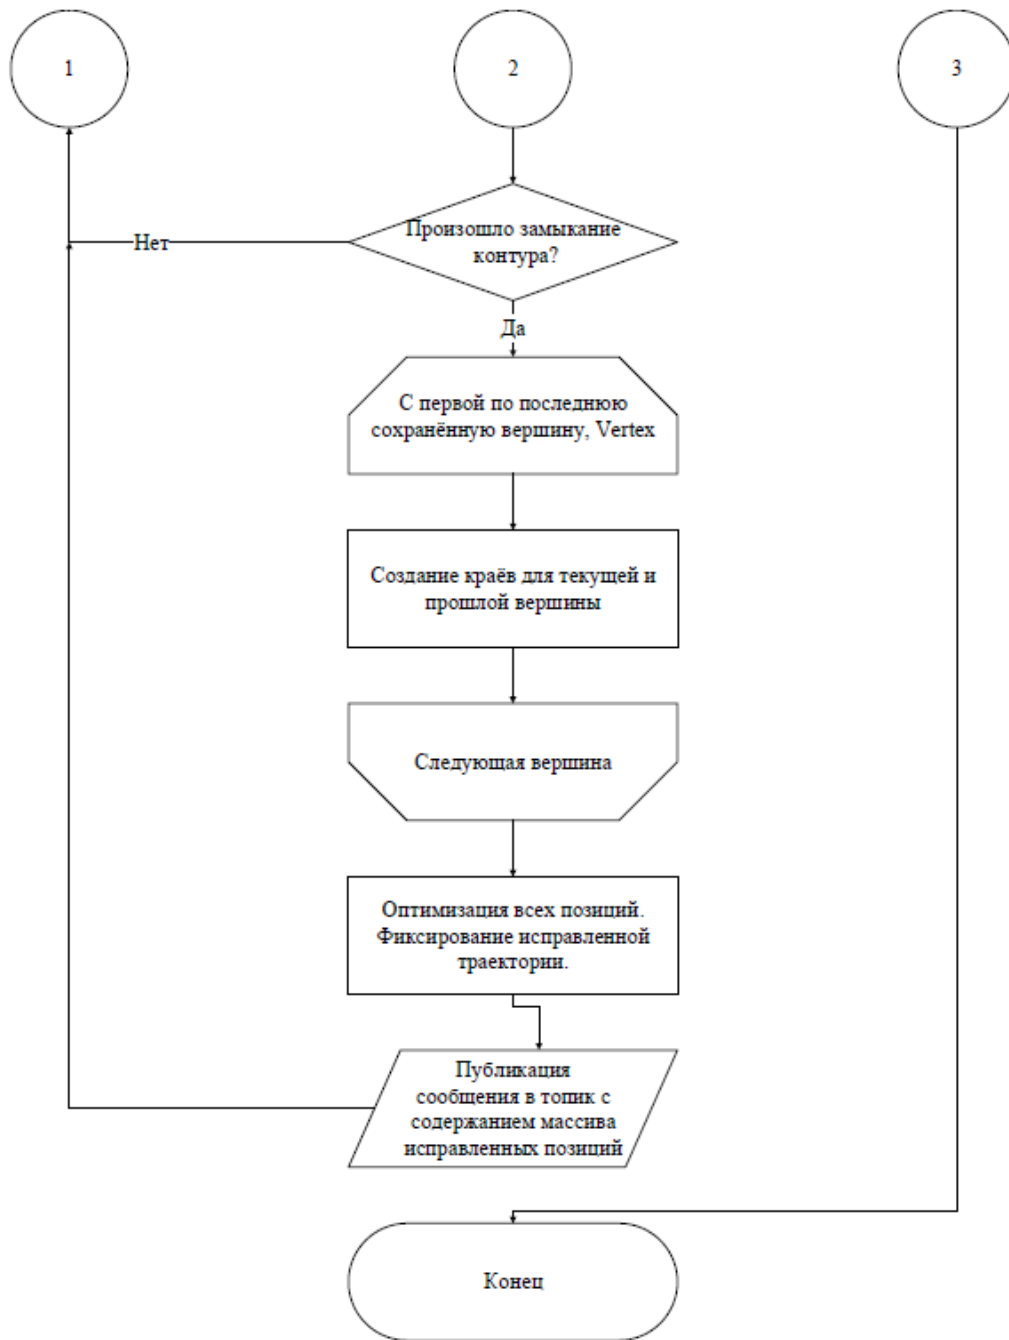 1
2
3
Произошло замыкание
контура?
Нет
Да
С первой по последнюю
сохранённую вершину, Vertex
Создание краёв для текущей и
прошлой вершины
Следующая вершина
Оптимизация всех позиций.
Фиксирование исправленной
траектории.
Публикация
сообщения в топик с
содержанием массива
исправленных позиций
Конец